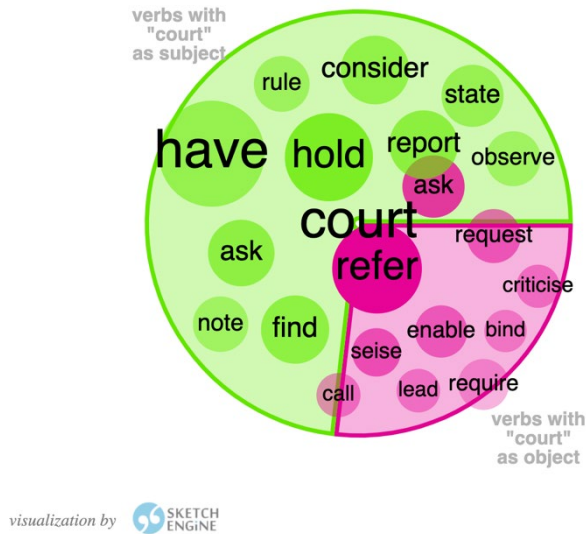 verbs with
"court"
as subject
rule
consider
state
have
hold
report
observe
ask
court
request
ask
refer
criticise
note
find
seise
enable
bind
call
lead
require
verbs with
"court"
as object
visualization by
SKETCH
ENGINE